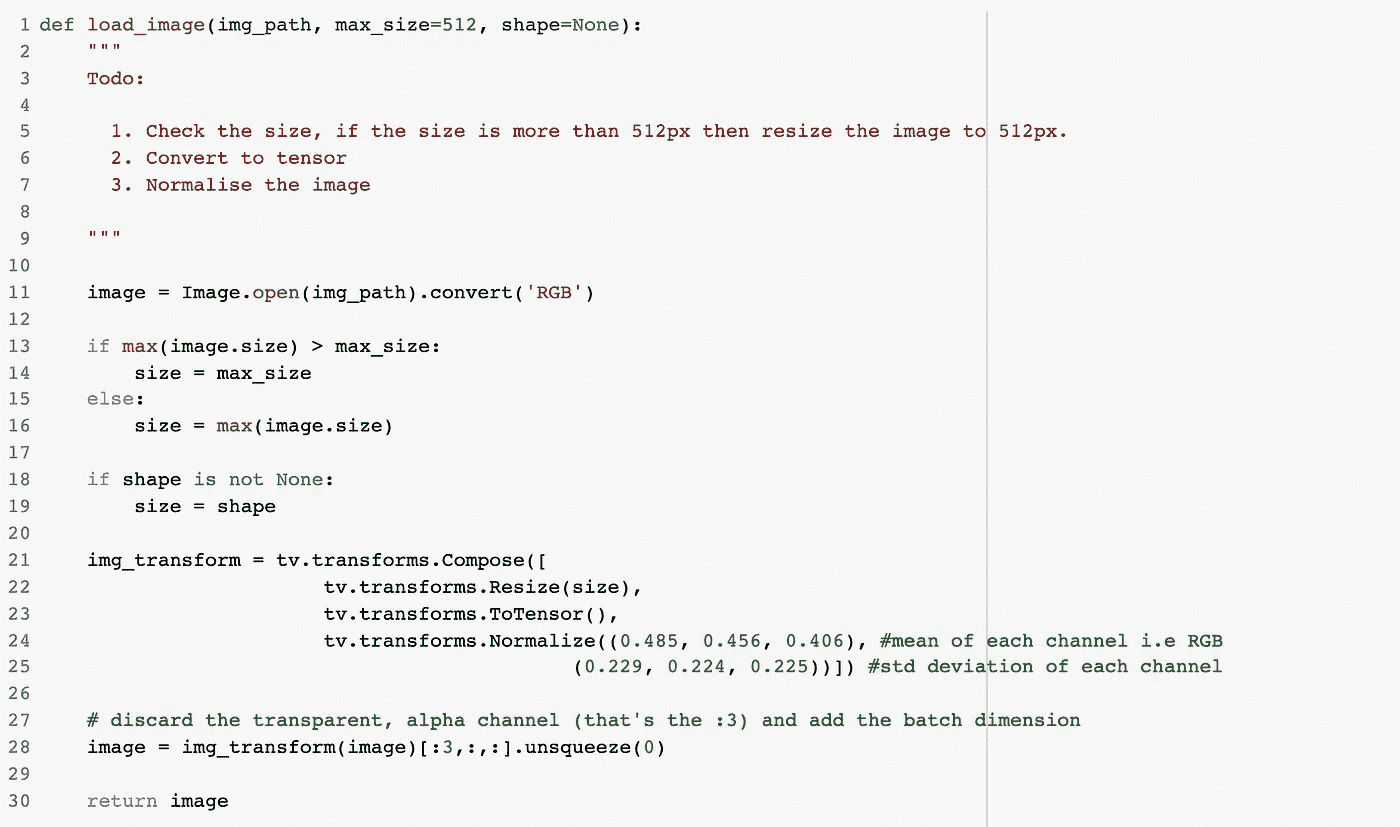 1 def load_image(img_path, max_size=512, shape=None):
2     """
3     Todo:
4
5       1. Check the size, if the size is more than 512px then resize the image to 512px.
6       2. Convert to tensor
7       3. Normalise the image
8
9     """
10
11     image = Image.open(img_path).convert('RGB')
12
13     if max(image.size) > max_size:
14         size = max_size
15     else:
16         size = max(image.size)
17
18     if shape is not None:
19         size = shape
20
21     img_transform = tv.transforms.Compose([
22                         tv.transforms.Resize(size),
23                         tv.transforms.ToTensor(),
24                         tv.transforms.Normalize((0.485, 0.456, 0.406), #mean of each channel i.e RGB
25                                              (0.229, 0.224, 0.225))]) #std deviation of each channel
26
27     # discard the transparent, alpha channel (that's the :3) and add the batch dimension
28     image = img_transform(image)[:3,:,:].unsqueeze(0)
29
30     return image